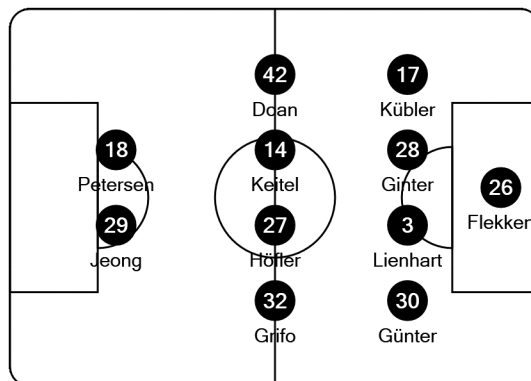 42
Doan
17
Kübler
18
Petersen
14
Keitel
28
Ginter
26
Flekken
29
Jeong
27
Höfler
3
Lienhart
32
Grifo
30
Günter